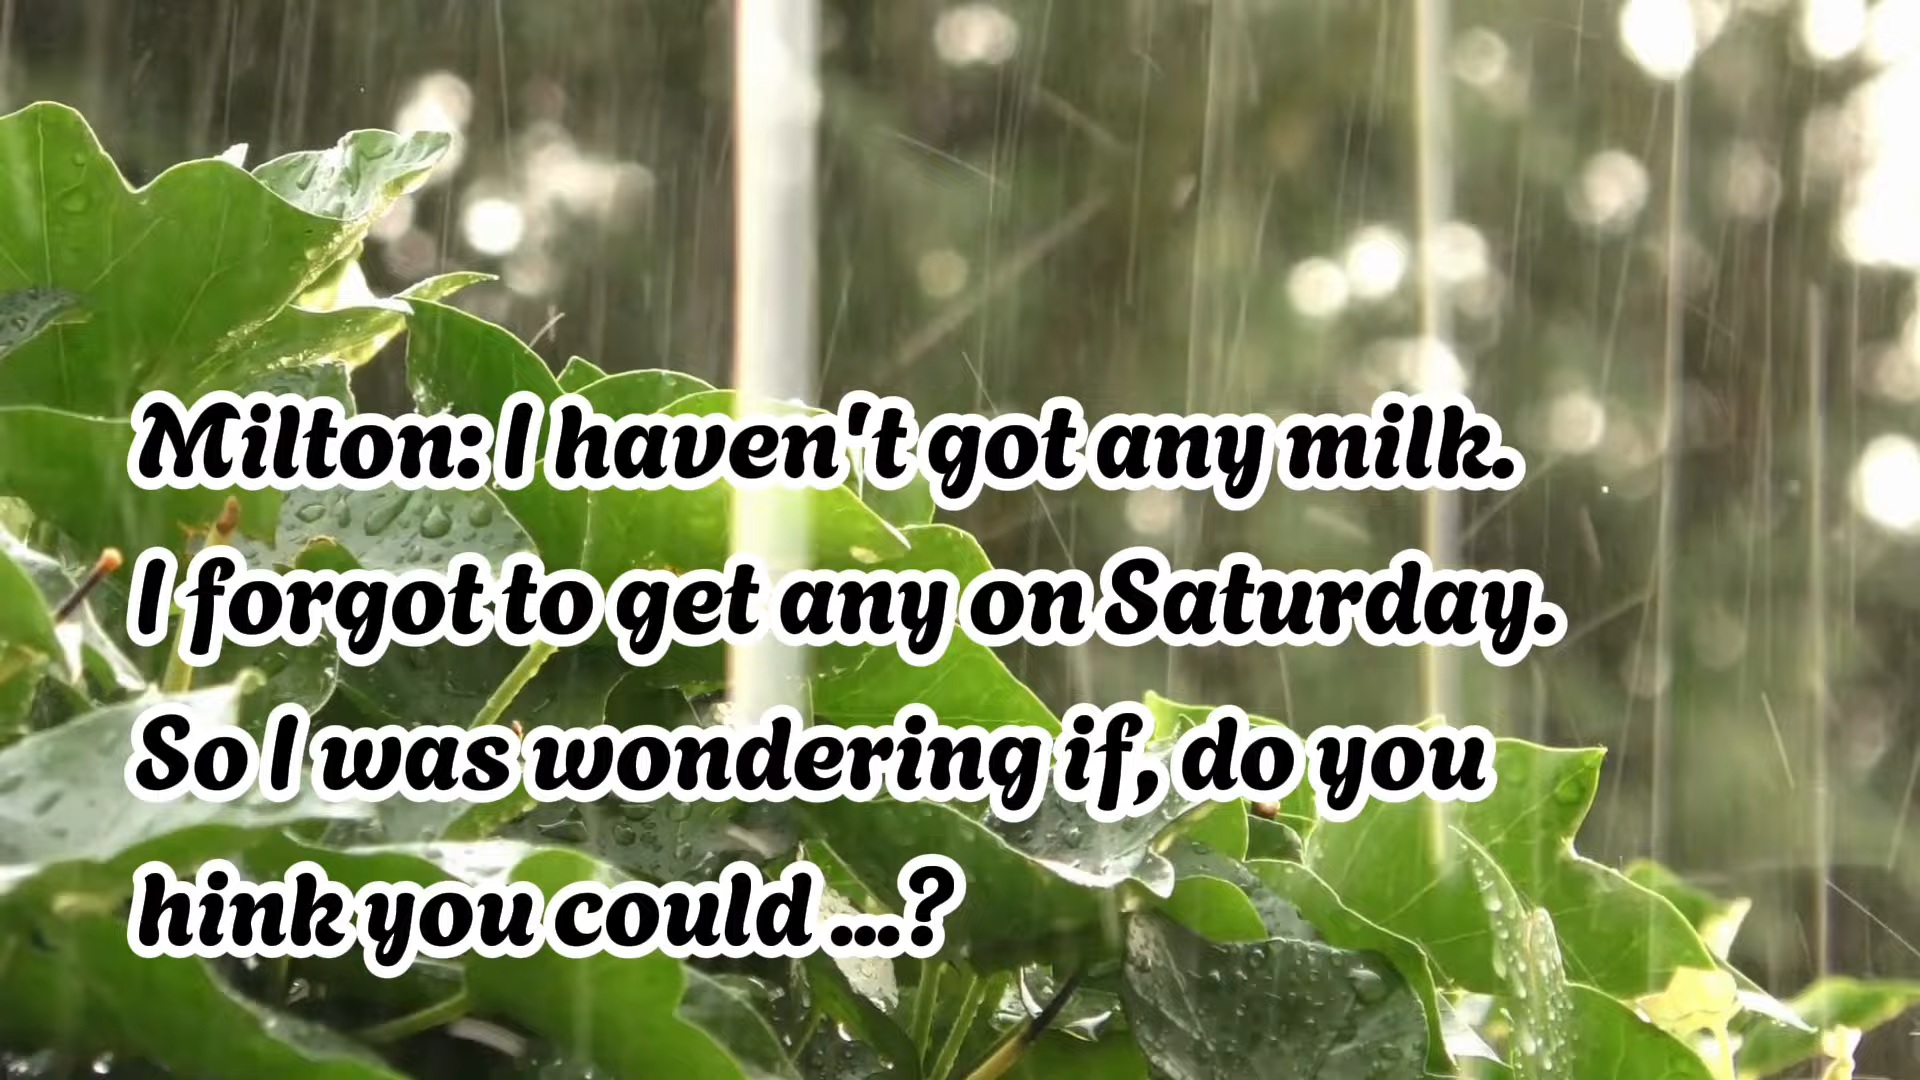 Milton: I haven't got any milk.
I forgot to get any on Saturday.
So I was wondering if, do you
hink you could ...?